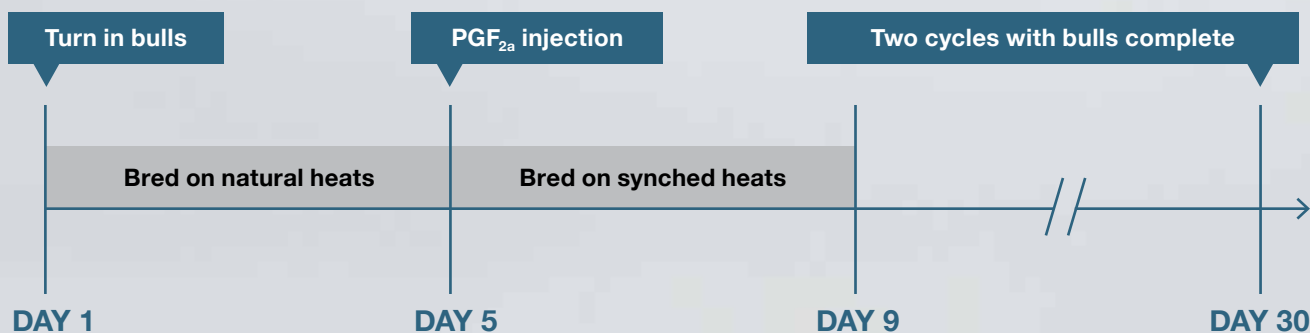 Turn in bulls
PGF2a injection
Two cycles with bulls complete
Bred on natural heats
Bred on synched heats
DAY 1
DAY 5
DAY 9
DAY 30